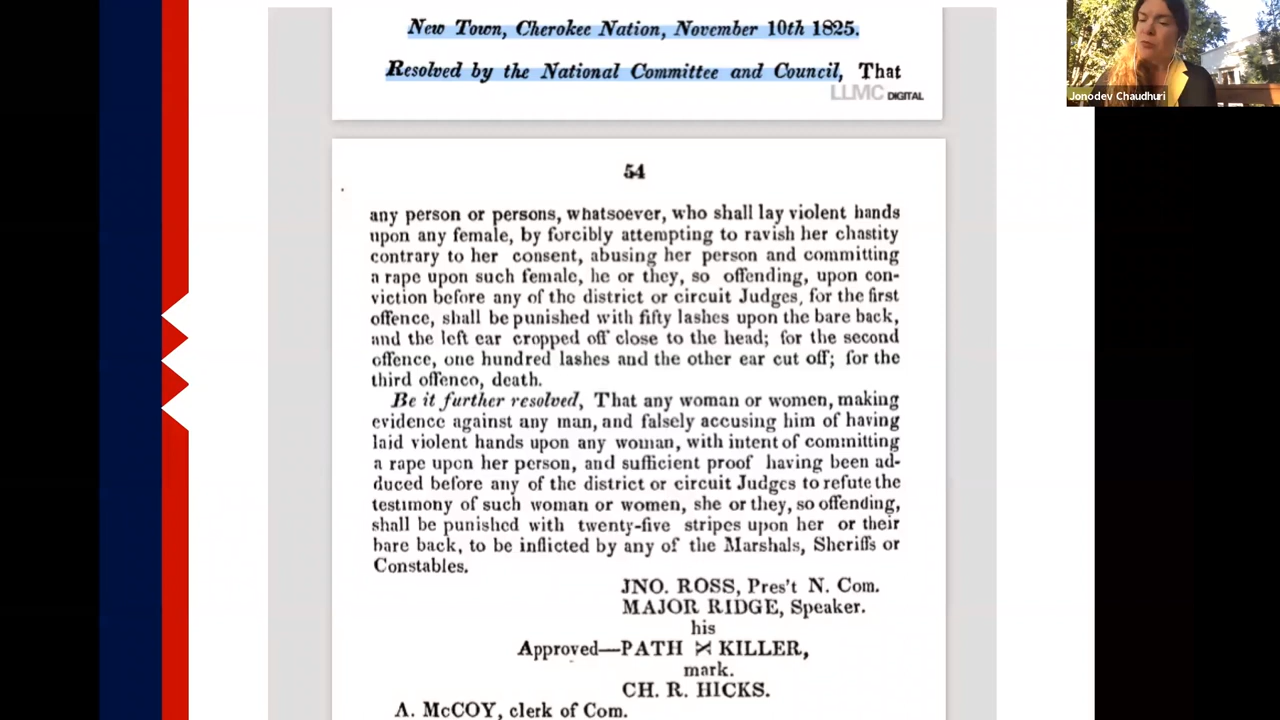 New Town, Cherokee Nation, November 10th 1825.
Resolved by the National Committee and Council, That
LLMC DIGITAL
Jonodev Chaudhuri
54
any person or persons, whatsoever, who shall lay violent hands
upon any female, by forcibly attempting to ravish her chastity
contrary to her consent, abusing her person and committing
a rape upon such female, he or they, so offending, upon con-
viction before any of the district or circuit Judges, for the first
offence, shall be punished with fifty lashes upon the bare back,
and the left ear cropped off close to the head; for the second
offence, one hundred lashes and the other ear cut off; for the
third offence, death.
Be it further resolved, That any woman or women, making
evidence against any man, and falsely accusing him of having
laid violent hands upon any woman, with intent of committing
a rape upon her person, and sufficient proof having been ad-
duced before any of the district or circuit Judges to refute the
testimony of such woman or women, she or they, so offending,
shall be punished with twenty-five stripes upon her or their
bare back, to be inflicted by any of the Marshals, Sheriffs or
Constables.
JNO. ROSS, Pres't N. Com.
MAJOR RIDGE, Speaker.
his
Approved—PATH X KILLER,
mark.
CH. R. HICKS.
A. McCOY, clerk of Com.